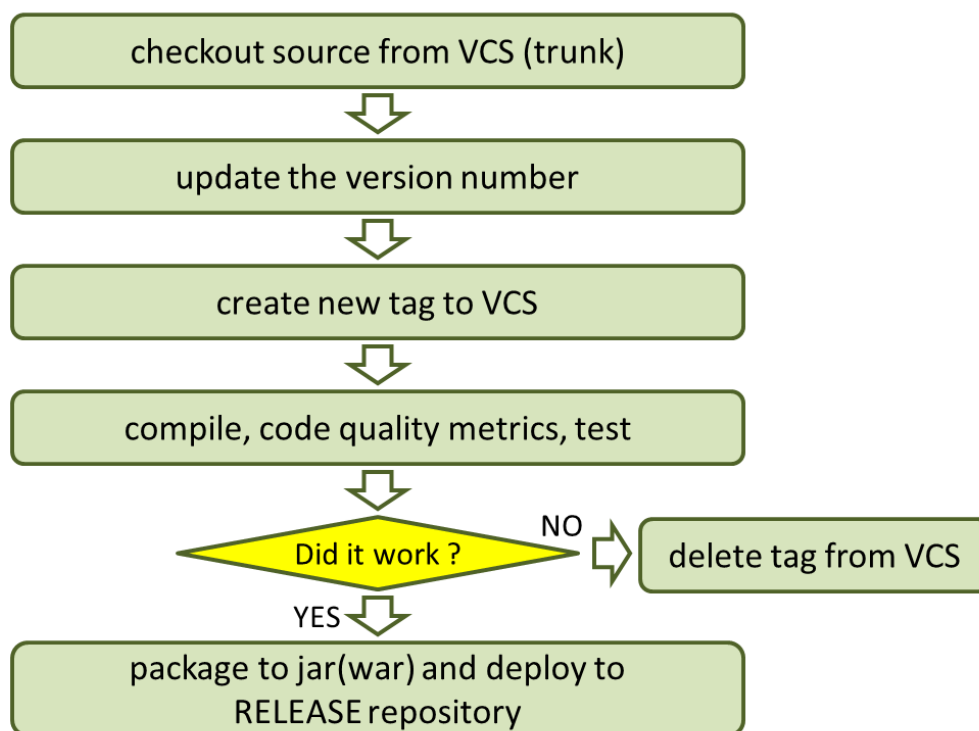 checkout source from VCS (trunk)
update the version number
create new tag to VCS
compile, code quality metrics, test
Did it work ?
NO
delete tag from VCS
YES
package to jar(war) and deploy to
RELEASE repository